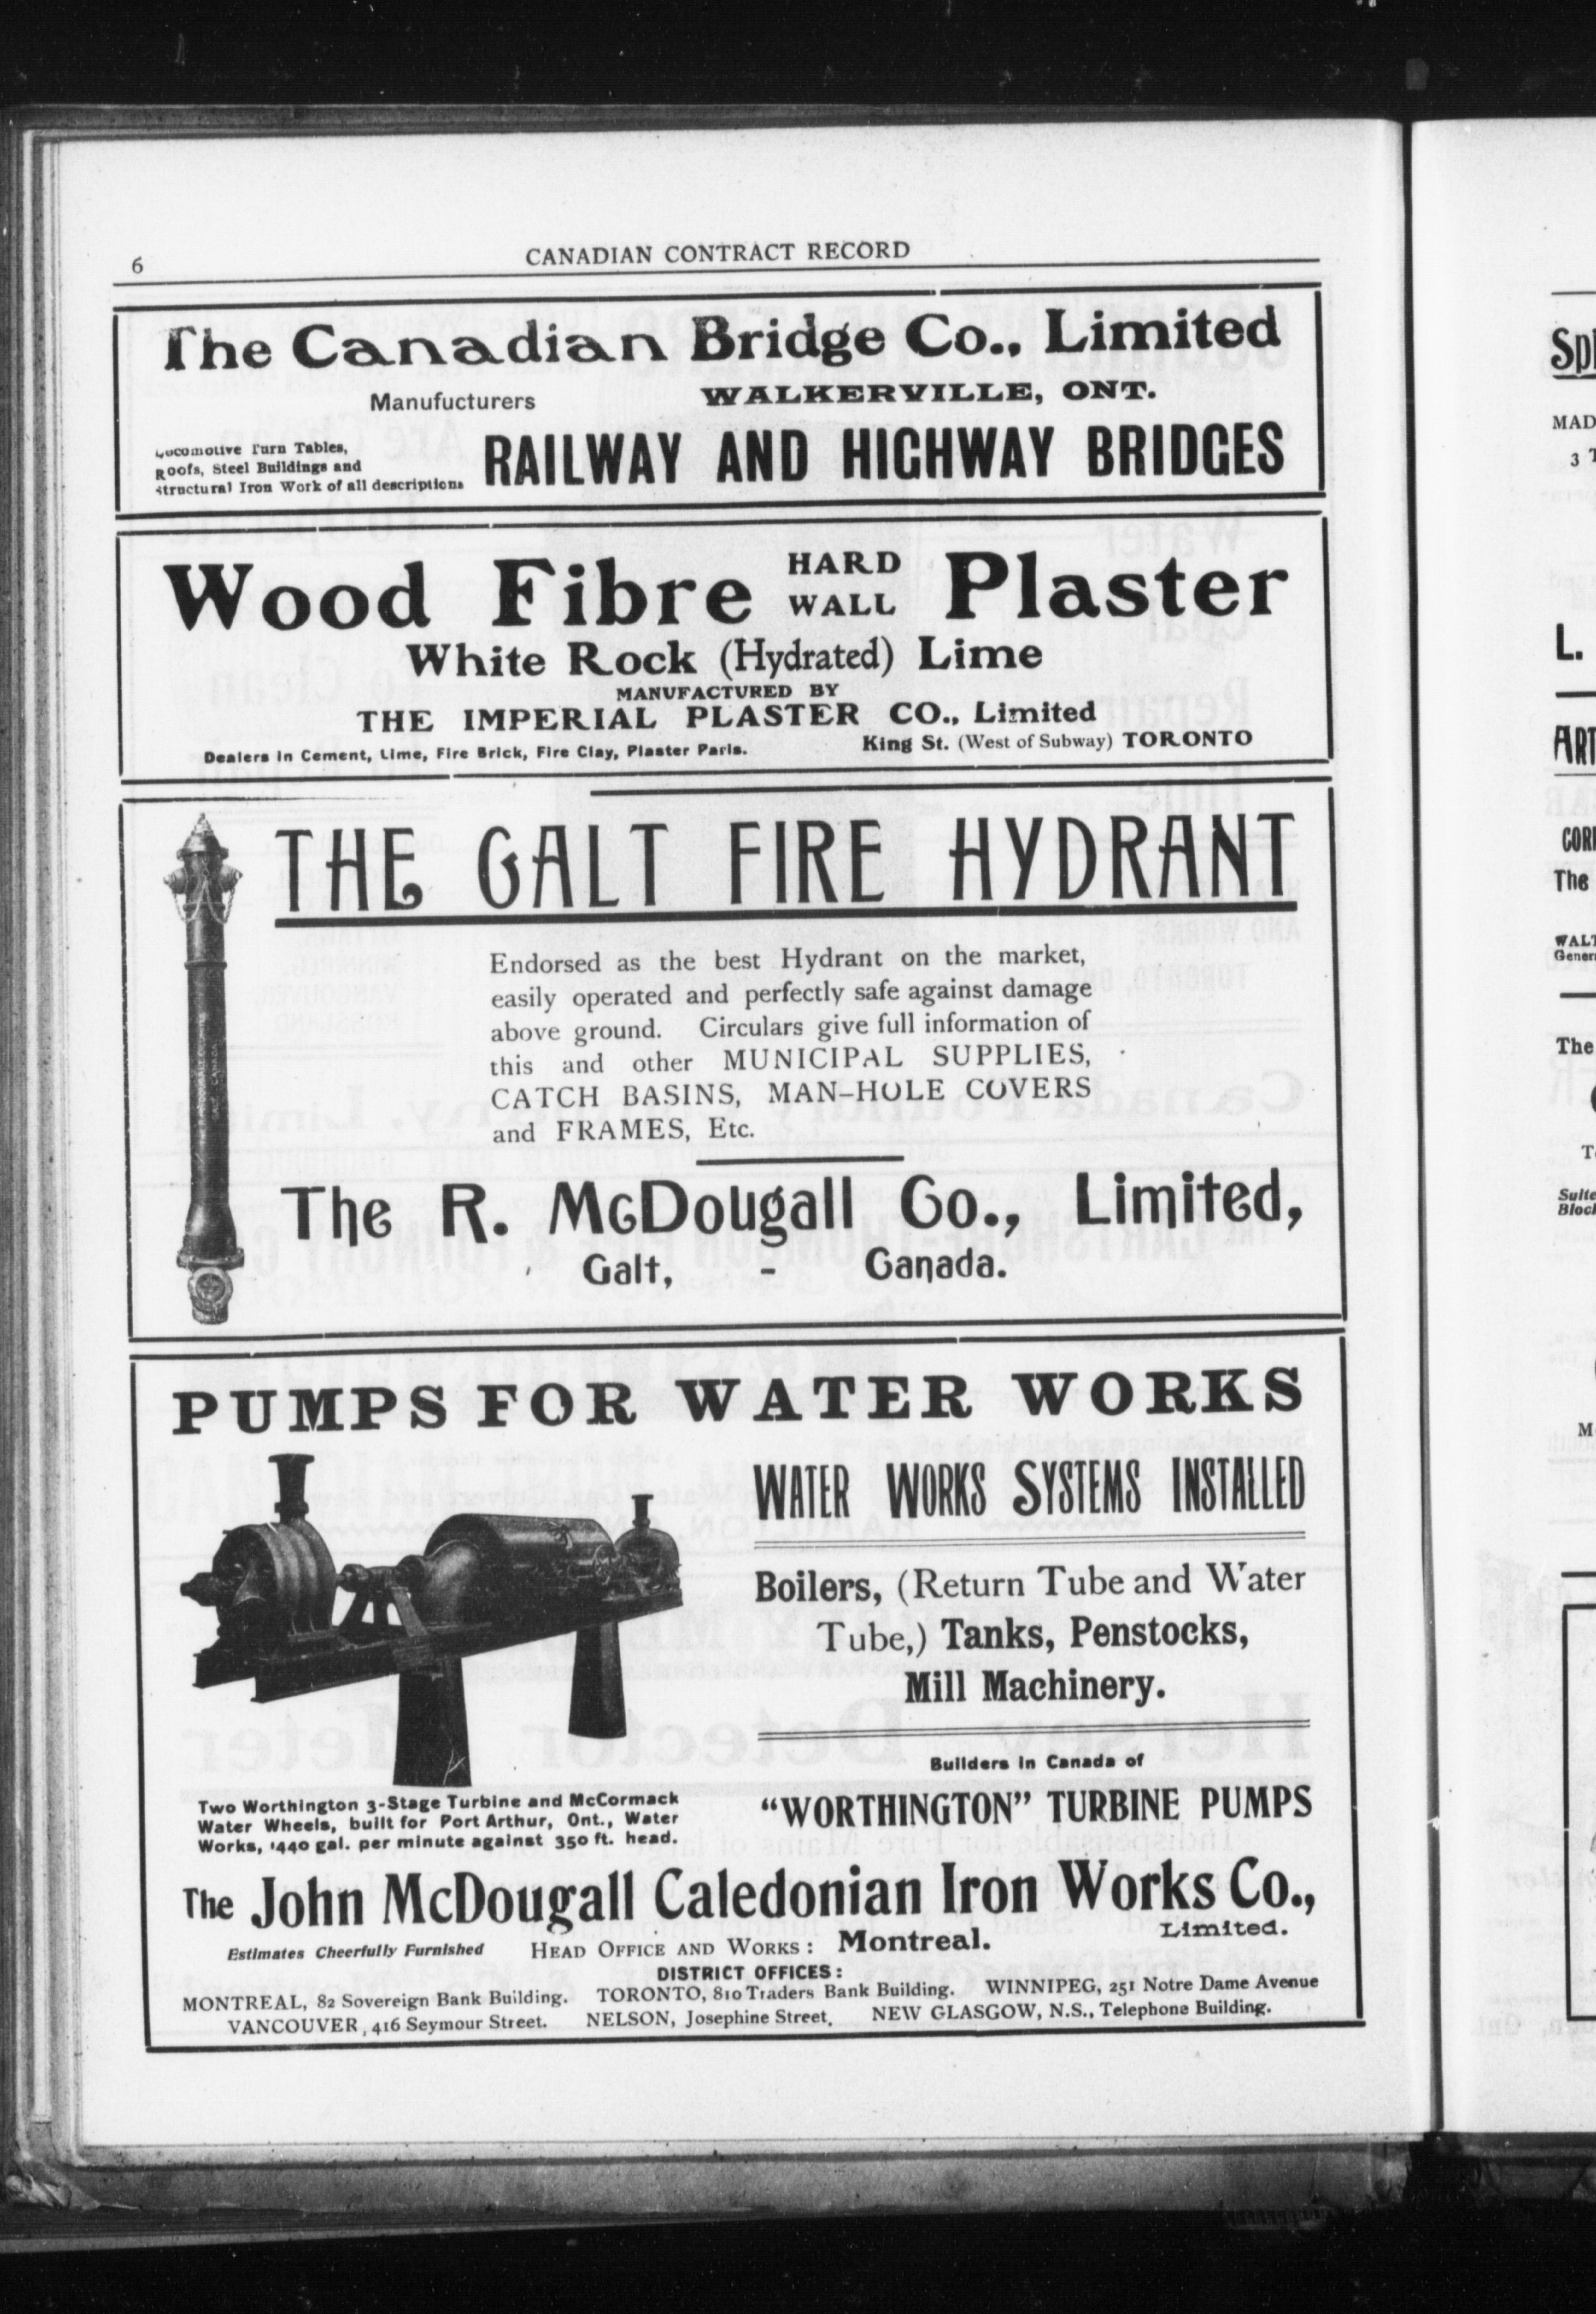 6
CANADIAN CONTRACT RECORD
The Canadian Bridge Co., Limited
Manufucturers
WALKERVILLE, ONT.
Locomotive Turn Tables,
Roofs, Steel Buildings and
Structural Iron Work of all descriptions
RAILWAY AND HIGHWAY BRIDGES
Wood Fibre HARD WALL Plaster
White Rock (Hydrated) Lime
MANUFACTURED BY
THE IMPERIAL PLASTER CO., Limited
Dealers in Cement, Lime, Fire Brick, Fire Clay, Plaster Paris.
King St. (West of Subway) TORONTO
THE GALT FIRE HYDRANT
Endorsed as the best Hydrant on the market,
easily operated and perfectly safe against damage
above ground. Circulars give full information of
this and other MUNICIPAL SUPPLIES,
CATCH BASINS, MAN-HOLE COVERS
and FRAMES, Etc.
The R. McDougall Co., Limited,
Galt, - Canada.
PUMPS FOR WATER WORKS
WATER WORKS SYSTEMS INSTALLED
Boilers, (Return Tube and Water
Tube,) Tanks, Penstocks,
Mill Machinery.
Builders in Canada of
"WORTHINGTON" TURBINE PUMPS
Two Worthington 3-Stage Turbine and McCormack
Water Wheels, built for Port Arthur, Ont., Water
Works, 1440 gal. per minute against 350 ft. head.
The John McDougall Caledonian Iron Works Co.,
Limited.
Estimates Cheerfully Furnished
HEAD OFFICE AND WORKS: Montreal.
DISTRICT OFFICES:
MONTREAL, 82 Sovereign Bank Building. TORONTO, 810 Traders Bank Building. WINNIPEG, 251 Notre Dame Avenue
VANCOUVER, 416 Seymour Street. NELSON, Josephine Street. NEW GLASGOW, N.S., Telephone Building.
MAD
L.
ART
The
The